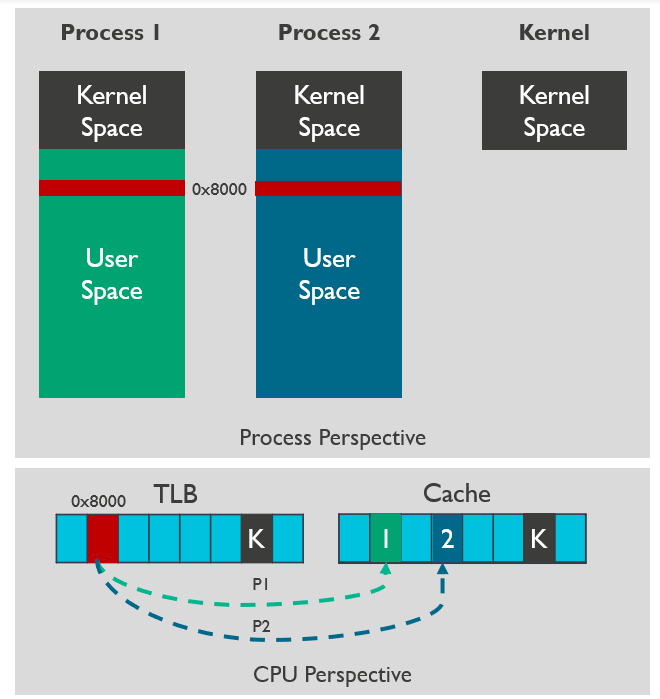 Process 1
Process 2
Kernel
Kernel
Space
Kernel
Space
Kernel
Space
0x8000
User
Space
User
Space
Process Perspective
0x8000
TLB
Cache
K
1
2
K
P1
P2
CPU Perspective